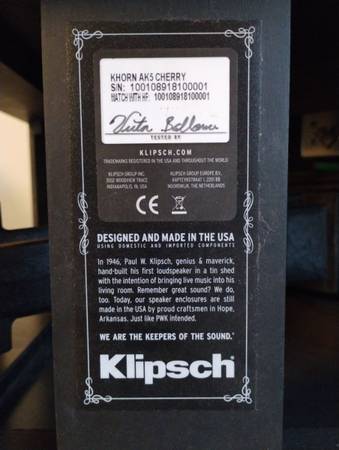 KHORN AK5 CHERRY
S/N: 100108918100001
MATCH WITH HF: 100108918100001
TESTED BY
KLIPSCH.COM
TRADEMARKS REGISTERED IN THE USA AND THROUGHOUT THE WORLD
KLIPSCH GROUP INC.
3502 WOODVIEW TRACE
INDIANAPOLIS, IN. USA
KLIPSCH GROUP EUROPE B.V.
NOORDWIJK, THE NETHERLANDS
CE
DESIGNED AND MADE IN THE USA
USING DOMESTIC AND IMPORTED COMPONENTS
In 1946, Paul W. Klipsch, genius & maverick,
hand-built his first loudspeaker in a tin shed
with the intention of bringing live music into his
living room. Remember great sound? We do,
too. Today, our speaker enclosures are still
made in the USA by proud craftsmen in Hope,
Arkansas. Just like PWK intended.
WE ARE THE KEEPERS OF THE SOUND.
Klipsch